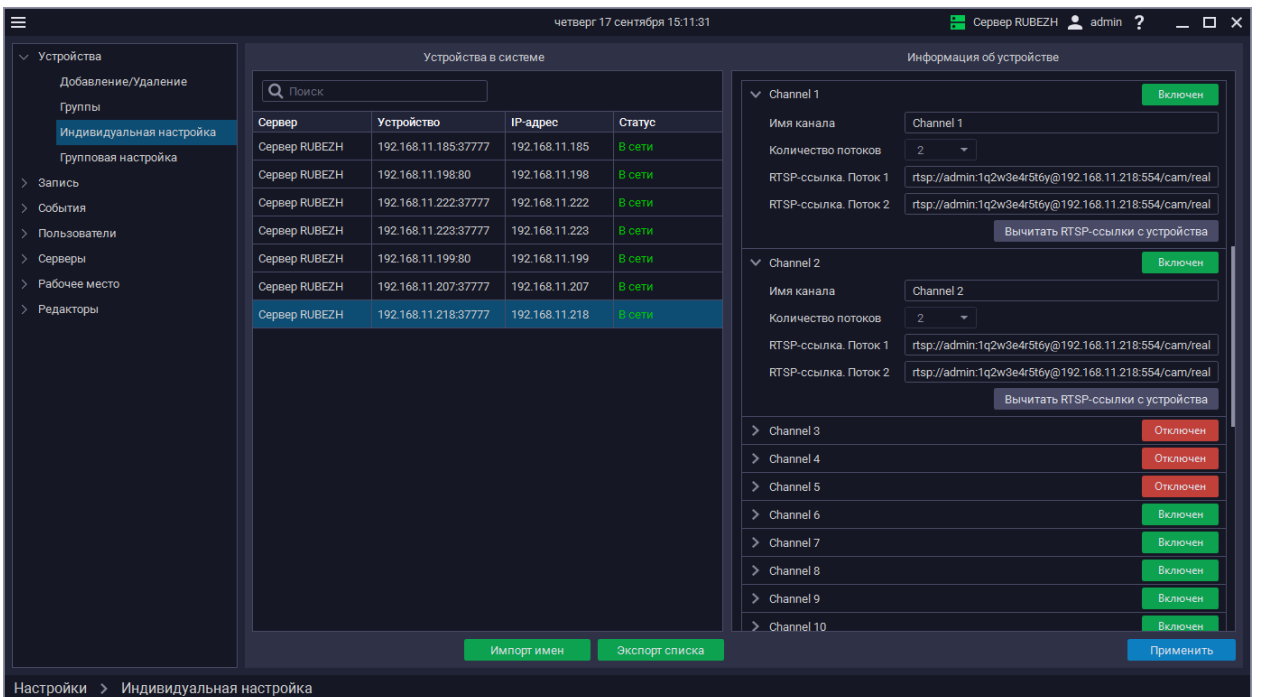 четверг 17 сентября 15:11:31
Сервер RUBEZH admin ?
Устройства
Добавление/Удаление
Группы
Индивидуальная настройка
Групповая настройка
Запись
События
Пользователи
Серверы
Рабочее место
Редакторы
Устройства в системе
Поиск
Сервер Устройство IP-адрес Статус
Сервер RUBEZH 192.168.11.185:37777 192.168.11.185 В сети
Сервер RUBEZH 192.168.11.198:80 192.168.11.198 В сети
Сервер RUBEZH 192.168.11.222:37777 192.168.11.222 В сети
Сервер RUBEZH 192.168.11.223:37777 192.168.11.223 В сети
Сервер RUBEZH 192.168.11.199:80 192.168.11.199 В сети
Сервер RUBEZH 192.168.11.207:37777 192.168.11.207 В сети
Сервер RUBEZH 192.168.11.218:37777 192.168.11.218 В сети
Импорт имен Экспорт списка
Информация об устройстве
Channel 1 Включен
Имя канала Channel 1
Количество потоков 2
RTSP-ссылка. Поток 1 rtsp://admin:1q2w3e4r5t6y@192.168.11.218:554/cam/real
RTSP-ссылка. Поток 2 rtsp://admin:1q2w3e4r5t6y@192.168.11.218:554/cam/real
Вычитать RTSP-ссылки с устройства
Channel 2 Включен
Имя канала Channel 2
Количество потоков 2
RTSP-ссылка. Поток 1 rtsp://admin:1q2w3e4r5t6y@192.168.11.218:554/cam/real
RTSP-ссылка. Поток 2 rtsp://admin:1q2w3e4r5t6y@192.168.11.218:554/cam/real
Вычитать RTSP-ссылки с устройства
Channel 3 Отключен
Channel 4 Отключен
Channel 5 Отключен
Channel 6 Включен
Channel 7 Включен
Channel 8 Включен
Channel 9 Включен
Channel 10 Включен
Применить
Настройки > Индивидуальная настройка